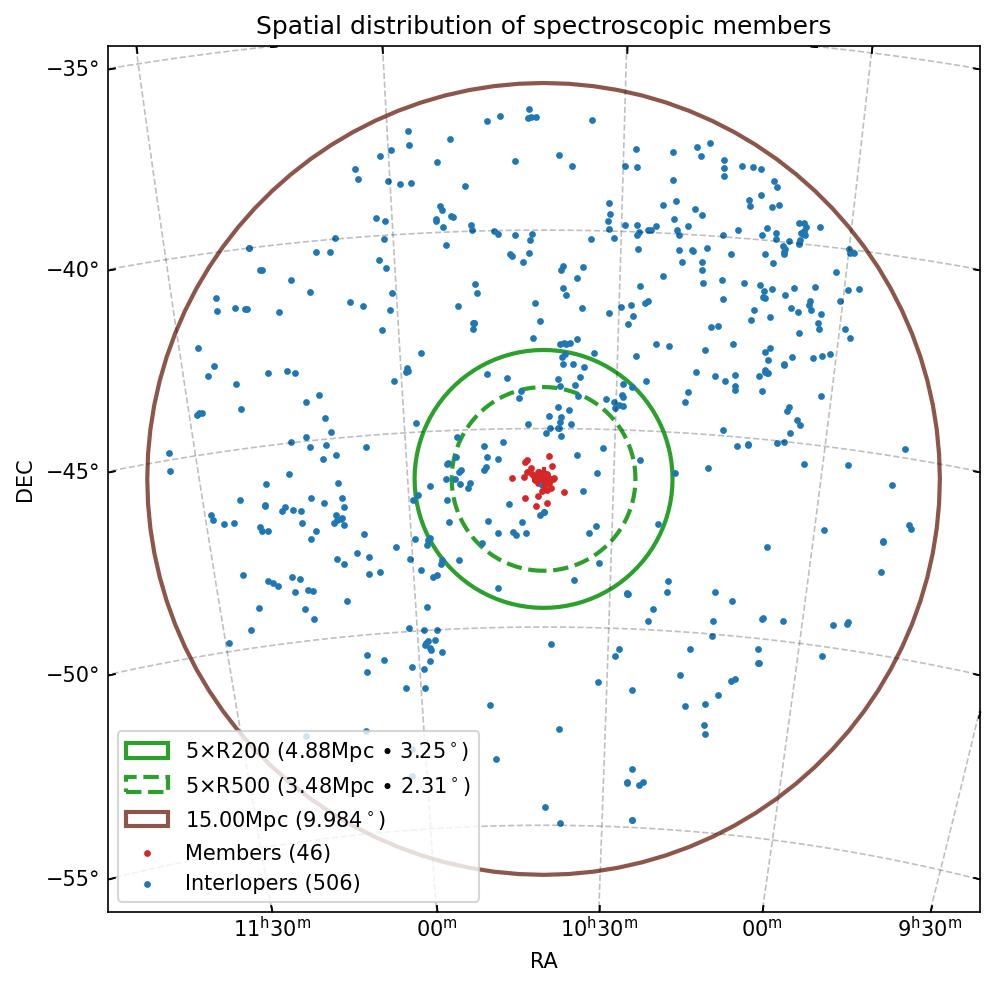 Spatial distribution of spectroscopic members
−35°
−40°
−45°
−50°
−55°
DEC
5×R200 (4.88Mpc • 3.25°)
5×R500 (3.48Mpc • 2.31°)
15.00Mpc (9.984°)
Members (46)
Interlopers (506)
11h30m 00m 10h30m 00m 9h30m
RA